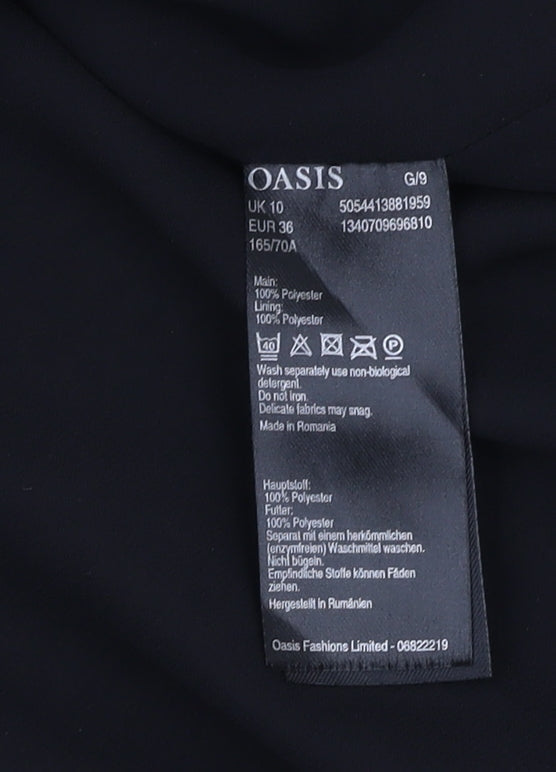 OASIS G/9
UK 10 5054413881959
EUR 36 1340709696810
165/70A
Main:
100% Polyester
Lining:
100% Polyester
40 P
Wash separately use non-biological
detergent.
Do not iron.
Delicate fabrics may snag.
Made in Romania
Hauptstoff:
100% Polyester
Futter:
100% Polyester
Separat mit einem herkömmlichen
(enzymfreien) Waschmittel waschen.
Nicht bügeln.
Empfindliche Stoffe können Fäden
ziehen.
Hergestellt in Rumänien
Oasis Fashions Limited - 06822219